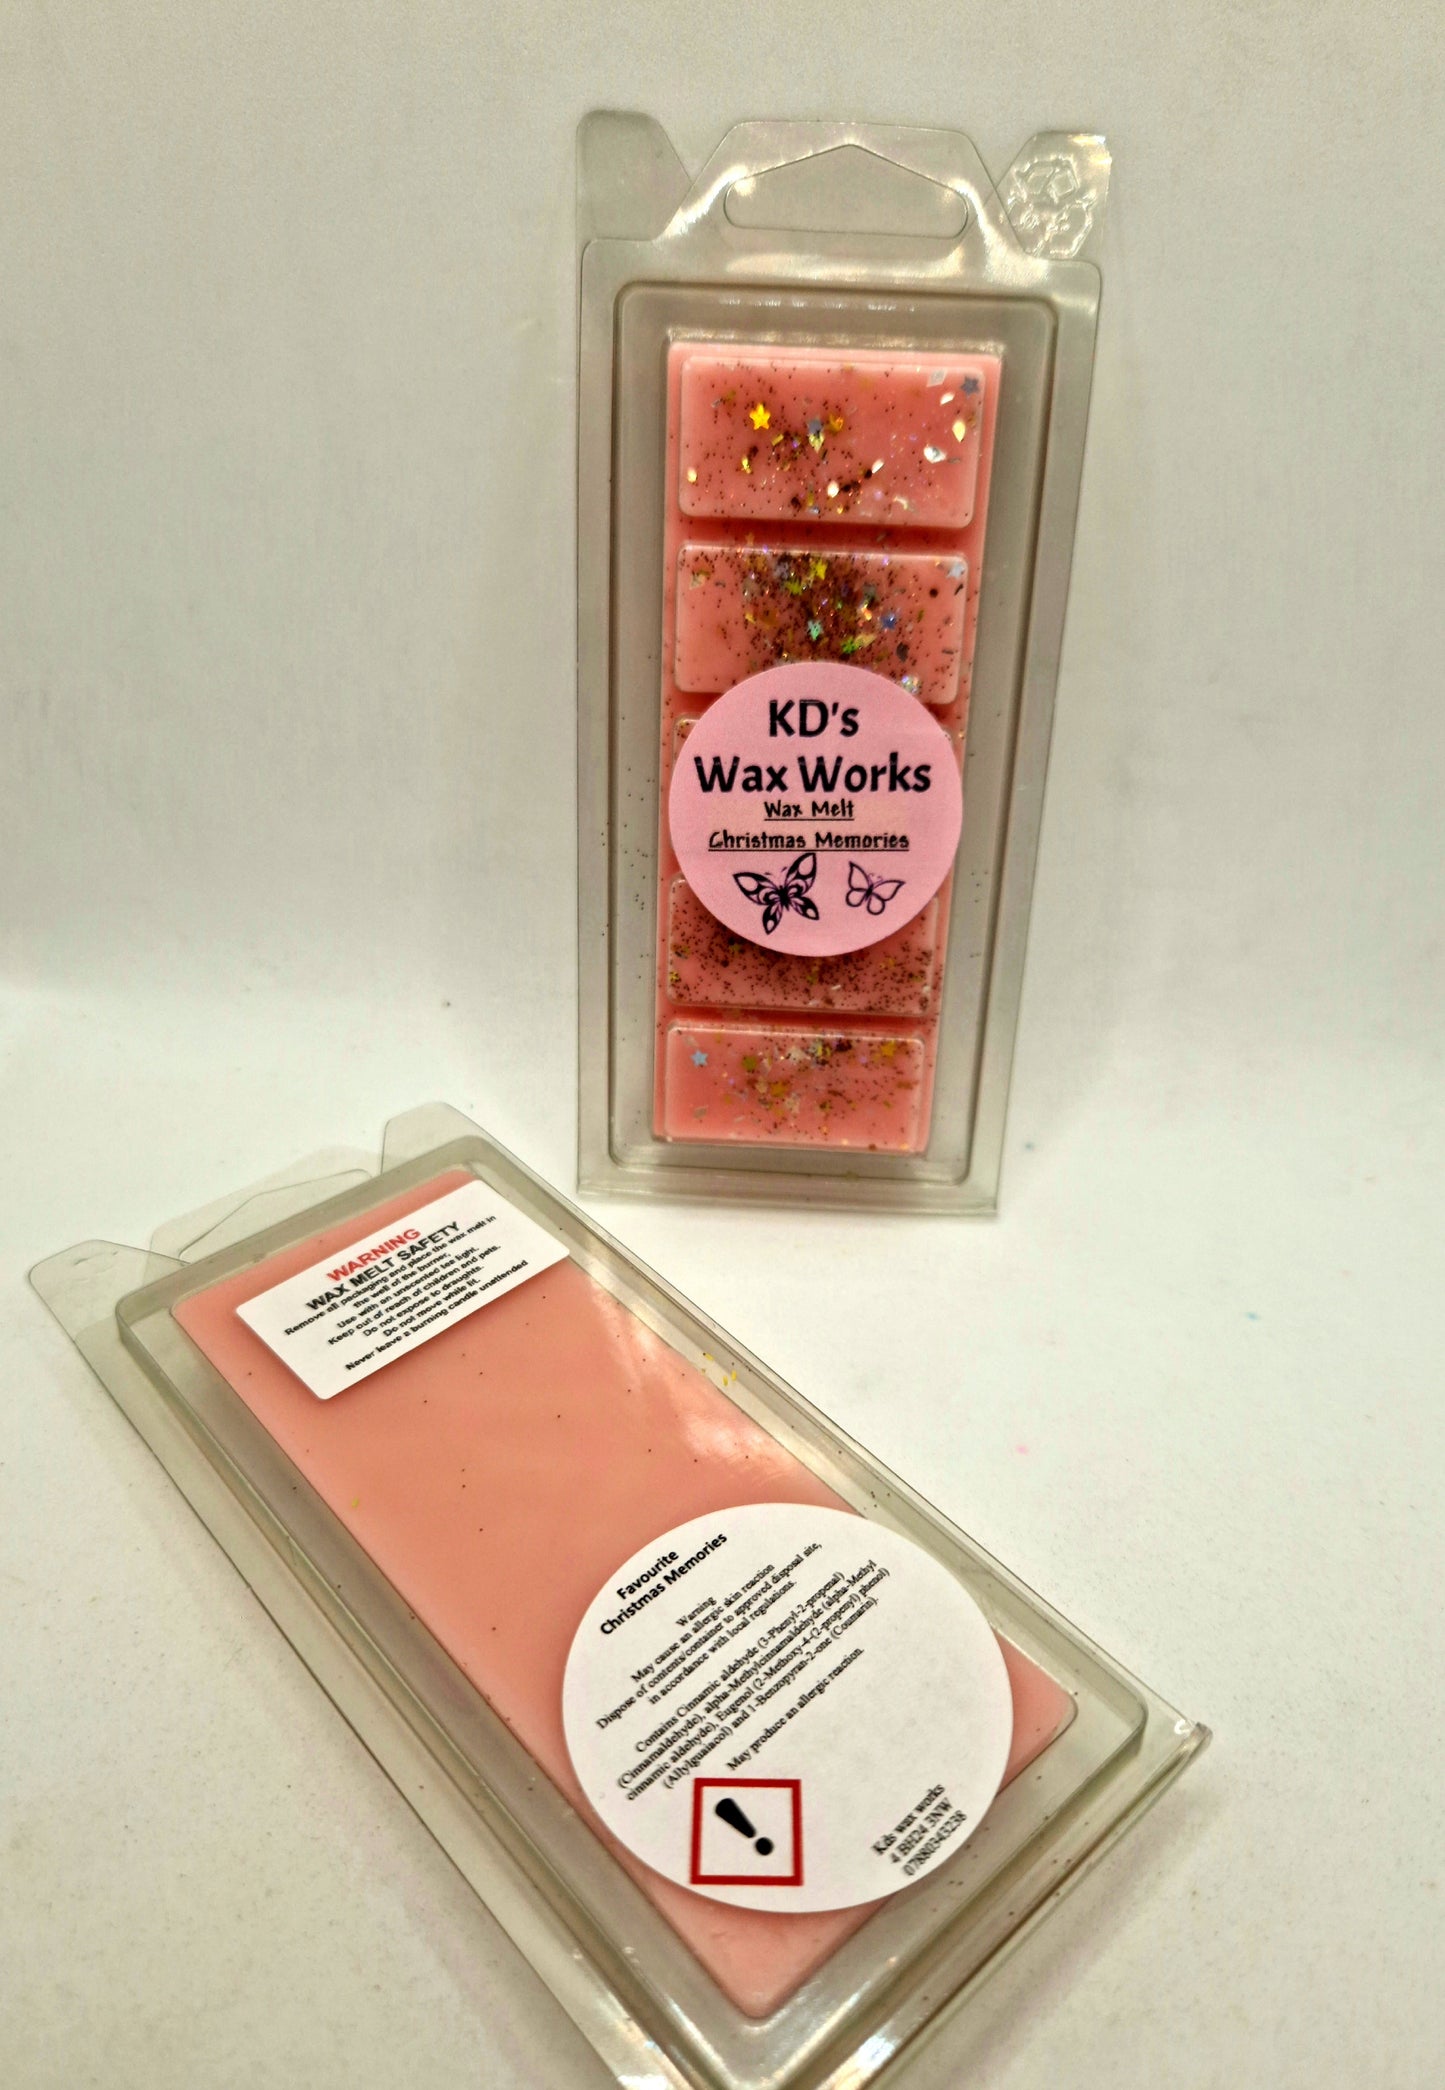 KD's
Wax Works
Wax Melt
Christmas Memories
WARNING
WAX MELT SAFETY
Remove all packaging and place the wax melt in
the well of the burner,
Use with an unscented tea light.
Keep out of reach of children and pets.
Do not expose to draughts.
Do not move while lit.
Never leave a burning candle unattended
Favourite
Christmas Memories
Warning
May cause an allergic skin reaction
Dispose of contents/container to approved disposal site,
in accordance with local regulations.
Contains Cinnamic aldehyde (3-Phenyl-2-propenal)
(Cinnamaldehyde), alpha-Methylcinnamaldehyde (alpha-Methyl
cinnamic aldehyde), Eugenol (2-Methoxy-4-(2-propenyl) phenol)
(Allylguaiacol) and 1-Benzopyran-2-one (Coumarin).
May produce an allergic reaction.
Kds wax works
4 BH24 3NW
07880343238